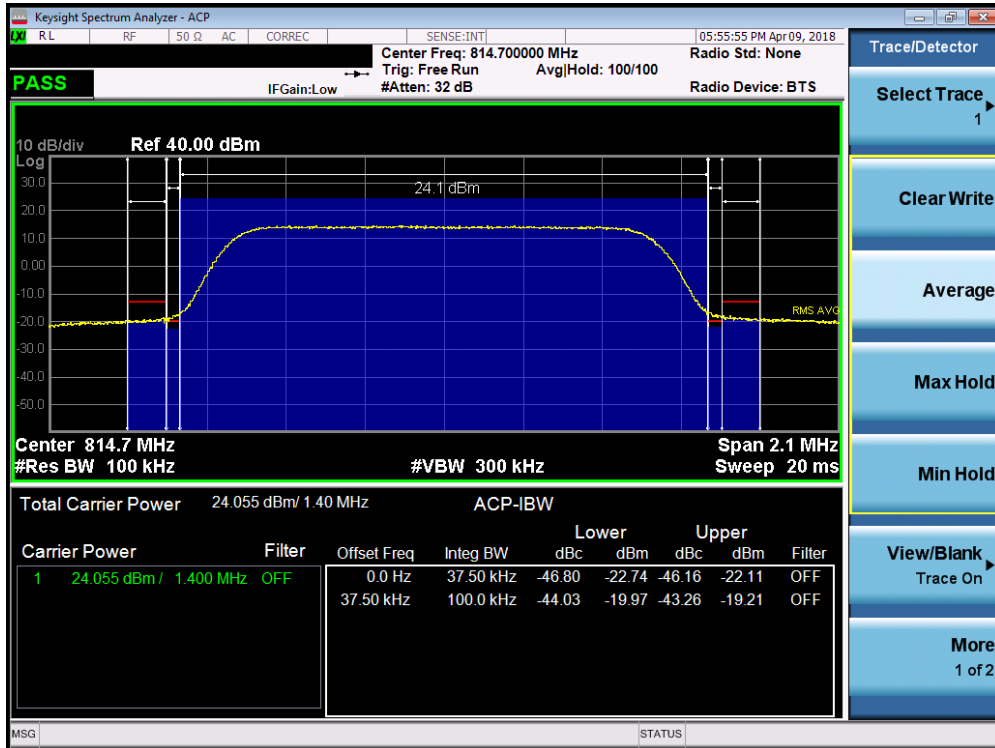 Keysight Spectrum Analyzer - ACP
LXI RL RF 50 Ω AC CORREC SENSE:INT 05:55:55 PM Apr 09, 2018
Center Freq: 814.700000 MHz Radio Std: None
Trig: Free Run Avg|Hold: 100/100
PASS IFGain:Low #Atten: 32 dB Radio Device: BTS
10 dB/div Ref 40.00 dBm
Log
30.0
24.1 dBm
20.0
10.0
0.00
-10.0
RMS AVG
-20.0
-30.0
-40.0
-50.0
Center 814.7 MHz Span 2.1 MHz
#Res BW 100 kHz #VBW 300 kHz Sweep 20 ms
Total Carrier Power 24.055 dBm/ 1.40 MHz ACP-IBW
Lower Upper
Carrier Power Filter Offset Freq Integ BW dBc dBm dBc dBm Filter
1 24.055 dBm / 1.400 MHz OFF 0.0 Hz 37.50 kHz -46.80 -22.74 -46.16 -22.11 OFF
37.50 kHz 100.0 kHz -44.03 -19.97 -43.26 -19.21 OFF
MSG STATUS
Trace/Detector
Select Trace
1
Clear Write
Average
Max Hold
Min Hold
View/Blank
Trace On
More
1 of 2